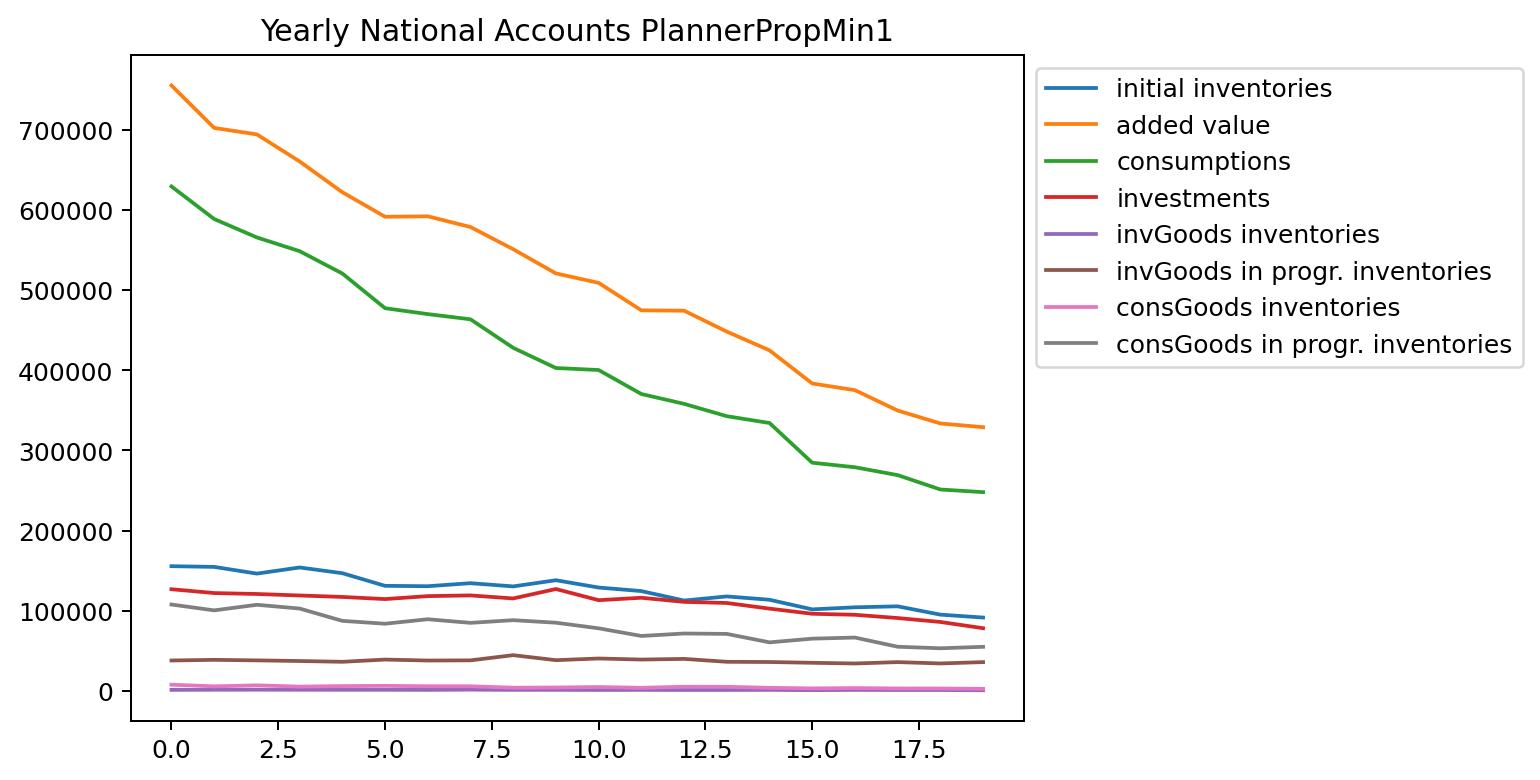 Yearly National Accounts PlannerPropMin1
700000
600000
500000
400000
300000
200000
100000
0
0.0 2.5 5.0 7.5 10.0 12.5 15.0 17.5
initial inventories
added value
consumptions
investments
invGoods inventories
invGoods in progr. inventories
consGoods inventories
consGoods in progr. inventories